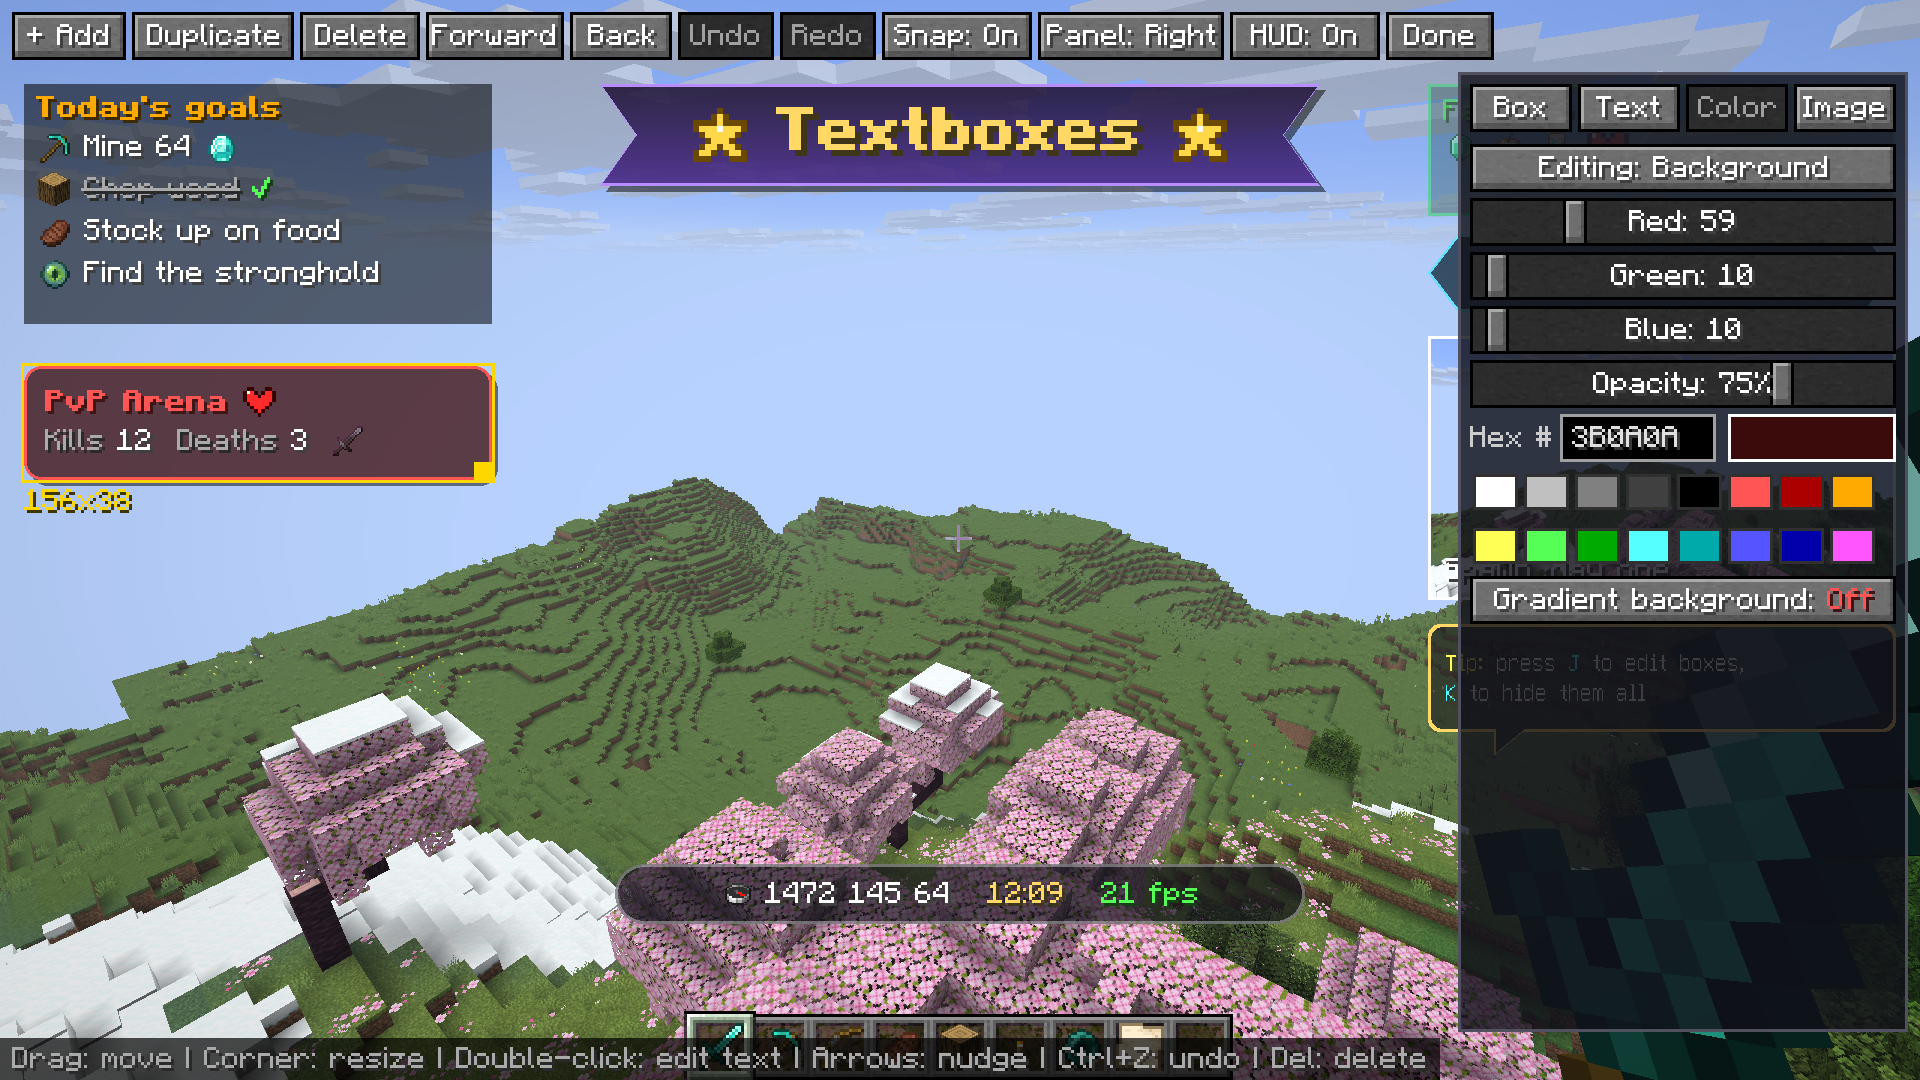 + Add
Duplicate
Delete
Forward
Back
Undo
Redo
Snap: On
Panel: Right
HUD: On
Done
Today's goals
Mine 64
Chop wood
Stock up on food
Find the stronghold
Textboxes
PvP Arena
Kills 12 Deaths 3
156x38
Box
Text
Color
Image
Editing: Background
Red: 59
Green: 10
Blue: 10
Opacity: 75%
Hex # 3B0A0A
Gradient background: Off
Tip: press J to edit boxes,
K to hide them all
1472 145 64 12:09 21 fps
Drag: move | Corner: resize | Double-click: edit text | Arrows: nudge | Ctrl+Z: undo | Del: delete